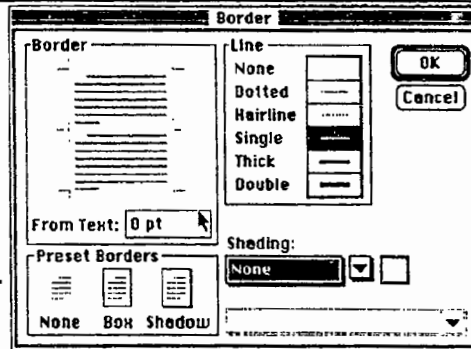 Border
Border
From Text: 0 pt
Preset Borders
None Box Shadow
Line
None
Dotted
Hairline
Single
Thick
Double
OK
Cancel
Shading:
None